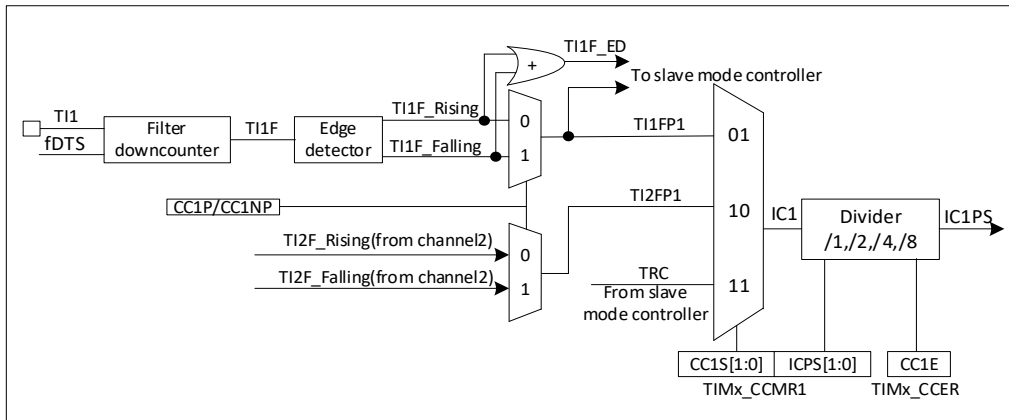 TI1F_ED
+
To slave mode controller
TI1
fDTS
Filter
downcounter
TI1F
Edge
detector
TI1F_Rising
TI1F_Falling
0
1
TI1FP1
01
CC1P/CC1NP
TI2FP1
10
IC1
Divider
/1,/2,/4,/8
IC1PS
TI2F_Rising(from channel2)
TI2F_Falling(from channel2)
0
1
TRC
From slave
mode controller
11
CC1S[1:0]
ICPS[1:0]
CC1E
TIMx_CCMR1
TIMx_CCER